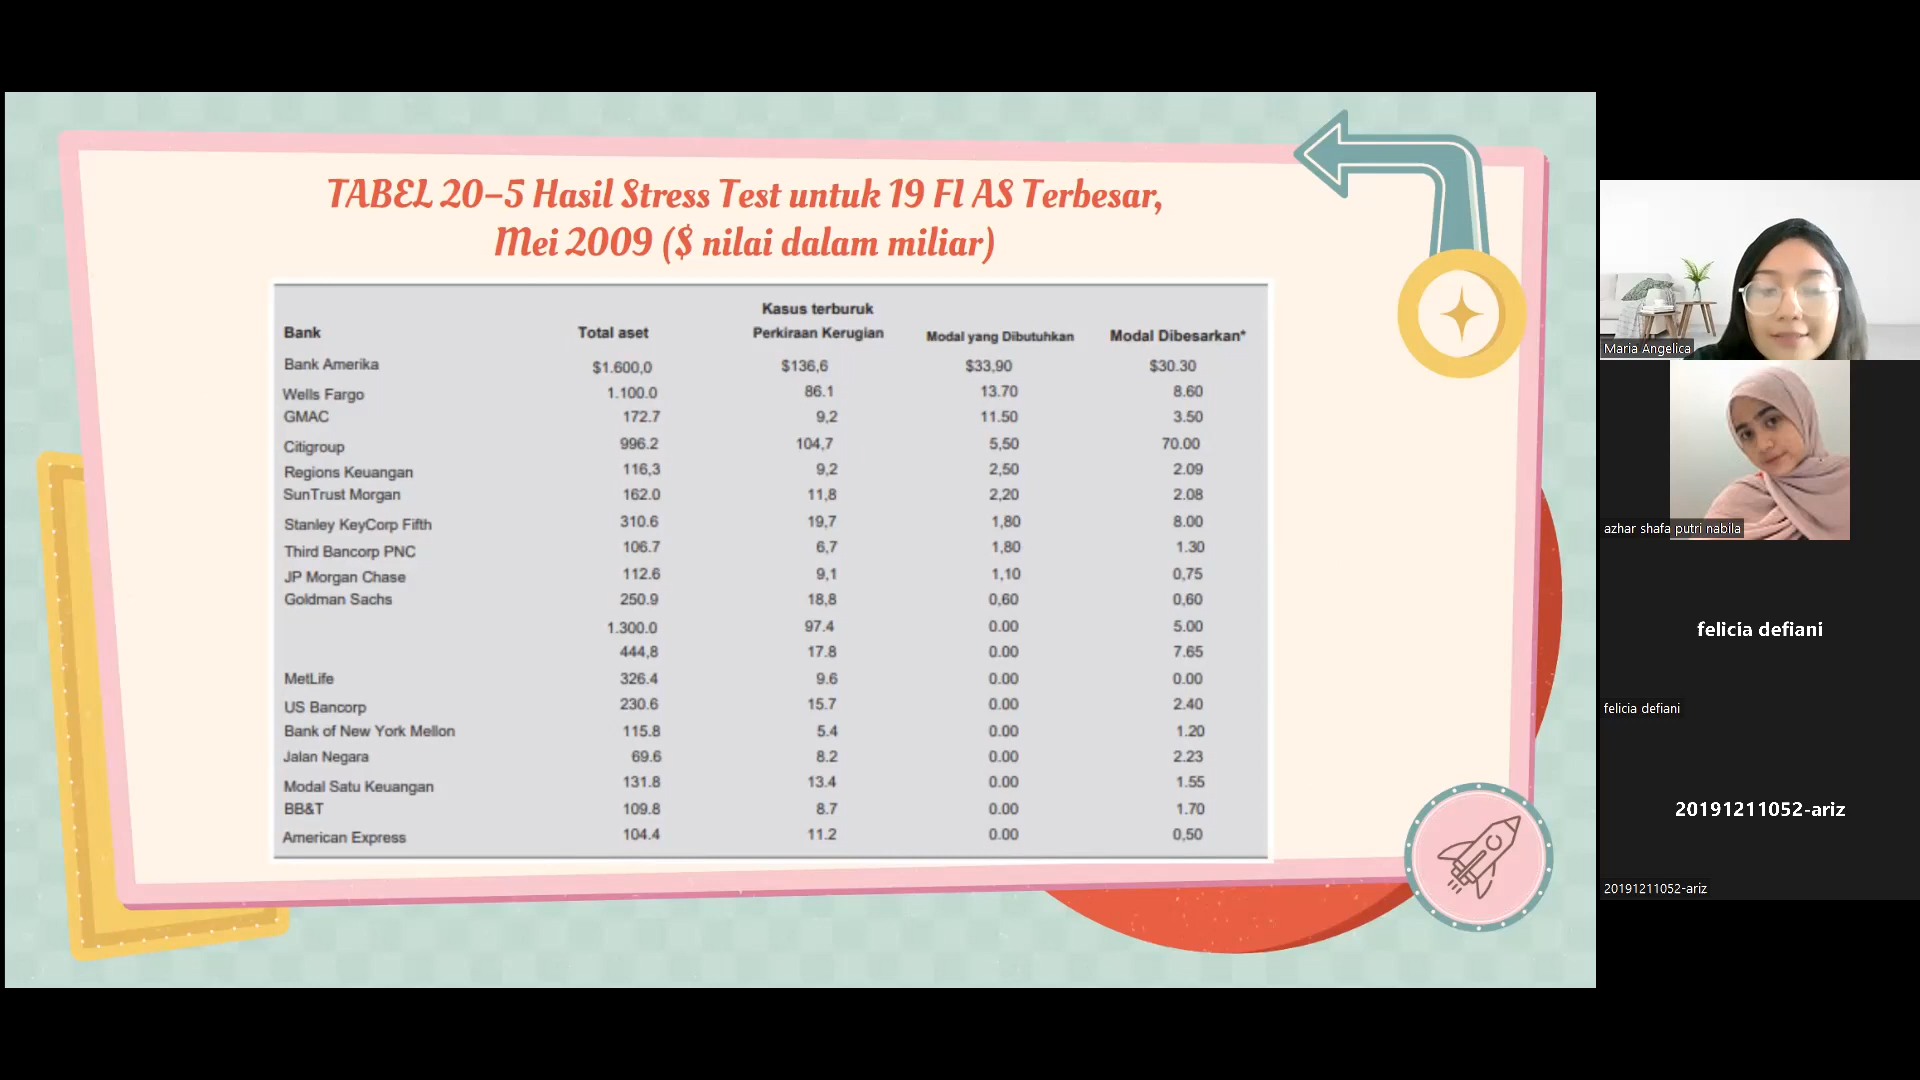 TABEL 20–5 Hasil Stress Test untuk 19 FI AS Terbesar,
Mei 2009 ($ nilai dalam miliar)
Kasus terburuk
Bank Total aset Perkiraan Kerugian Modal yang Dibutuhkan Modal Dibesarkan*
Bank Amerika $1.600,0 $136,6 $33,90 $30.30
Wells Fargo 1.100.0 86.1 13.70 8.60
GMAC 172.7 9,2 11.50 3.50
Citigroup 996.2 104,7 5,50 70.00
Regions Keuangan 116,3 9,2 2,50 2.09
SunTrust Morgan 162.0 11,8 2,20 2.08
Stanley KeyCorp Fifth 310.6 19,7 1,80 8.00
Third Bancorp PNC 106.7 6,7 1,80 1.30
JP Morgan Chase 112.6 9,1 1,10 0,75
Goldman Sachs 250.9 18,8 0,60 0,60
1.300.0 97.4 0.00 5.00
444,8 17.8 0.00 7.65
MetLife 326.4 9.6 0.00 0.00
US Bancorp 230.6 15.7 0.00 2.40
Bank of New York Mellon 115.8 5.4 0.00 1.20
Jalan Negara 69.6 8.2 0.00 2.23
Modal Satu Keuangan 131.8 13.4 0.00 1.55
BB&T 109.8 8.7 0.00 1.70
American Express 104.4 11.2 0.00 0,50
Maria Angelica
azhar shafa putri nabila
felicia defiani
felicia defiani
20191211052-ariz
20191211052-ariz